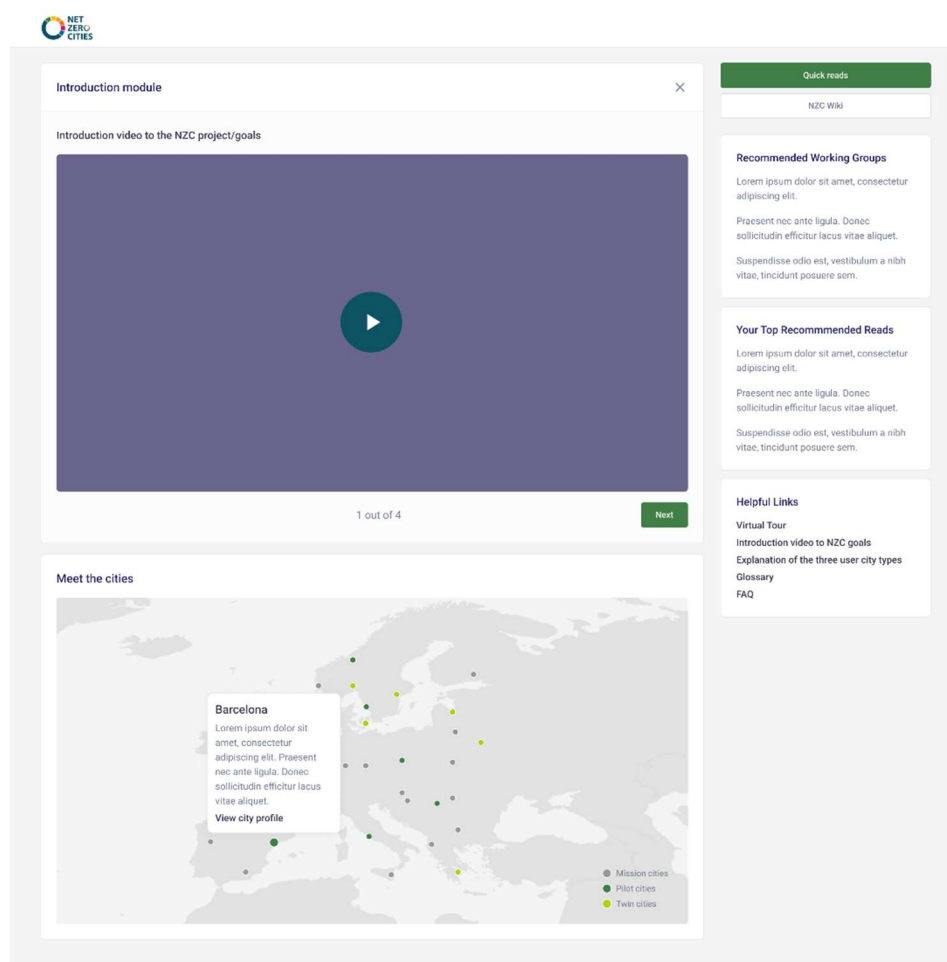 NET
ZERO
CITIES
Introduction module
Introduction video to the NZC project/goals
1 out of 4
Next
Meet the cities
Barcelona
Lorem ipsum dolor sit
amet, consectetur
adipiscing elit. Praesent
nec ante ligula. Donec
sollicitudin efficitur lacus
vitae aliquet.
View city profile
Mission cities
Pilot cities
Twin cities
Quick reads
NZC Wiki
Recommended Working Groups
Lorem ipsum dolor sit amet, consectetur
adipiscing elit.
Praesent nec ante ligula. Donec
sollicitudin efficitur lacus vitae aliquet.
Suspendisse odio est, vestibulum a nibh
vitae, tincidunt posuere sem.
Your Top Recommmended Reads
Lorem ipsum dolor sit amet, consectetur
adipiscing elit.
Praesent nec ante ligula. Donec
sollicitudin efficitur lacus vitae aliquet.
Suspendisse odio est, vestibulum a nibh
vitae, tincidunt posuere sem.
Helpful Links
Virtual Tour
Introduction video to NZC goals
Explanation of the three user city types
Glossary
FAQ